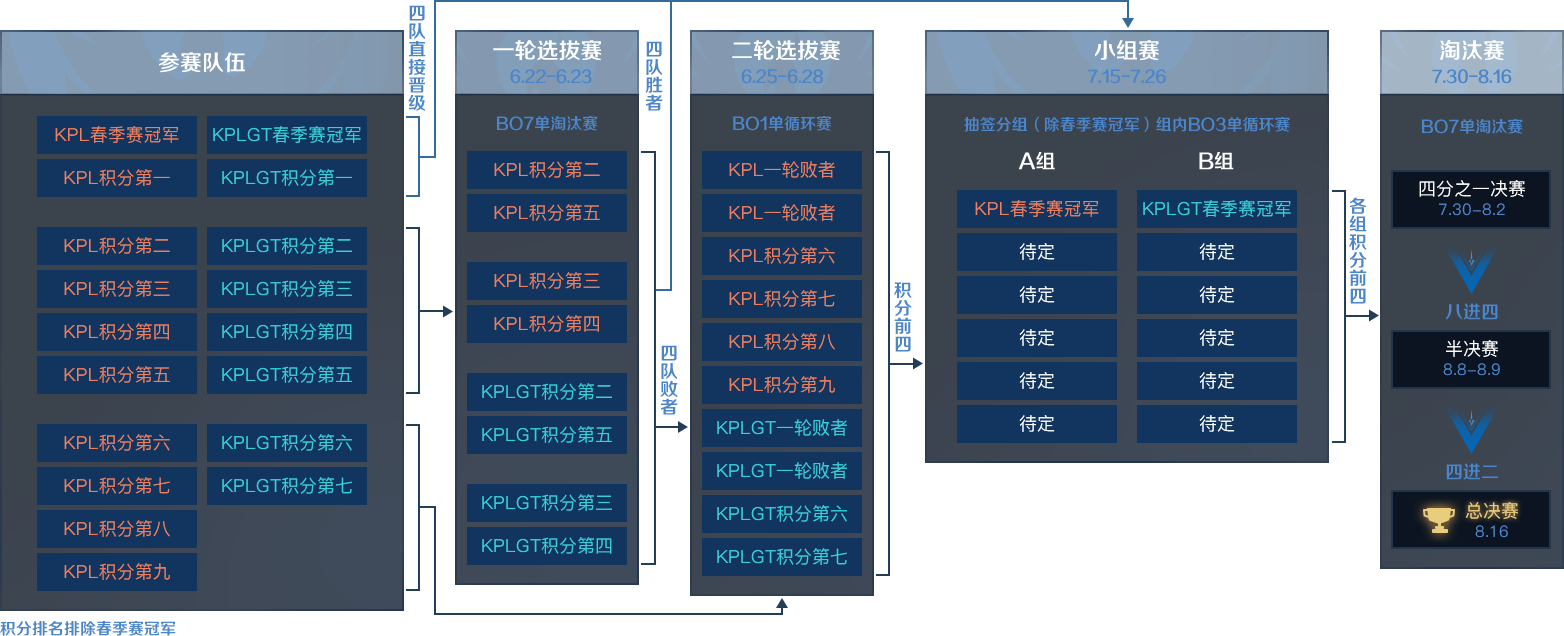 参赛队伍
KPL春季赛冠军
KPLGT春季赛冠军
KPL积分第一
KPLGT积分第一
KPL积分第二
KPLGT积分第二
KPL积分第三
KPLGT积分第三
KPL积分第四
KPLGT积分第四
KPL积分第五
KPLGT积分第五
KPL积分第六
KPLGT积分第六
KPL积分第七
KPLGT积分第七
KPL积分第八
KPL积分第九
积分排名排除春季赛冠军
四队直接晋级
一轮选拔赛
6.22-6.23
BO7单淘汰赛
KPL积分第二
KPL积分第五
KPL积分第三
KPL积分第四
KPLGT积分第二
KPLGT积分第五
KPLGT积分第三
KPLGT积分第四
四队胜者
四队败者
二轮选拔赛
6.25-6.28
BO1单循环赛
KPL一轮败者
KPL一轮败者
KPL积分第六
KPL积分第七
KPL积分第八
KPL积分第九
KPLGT一轮败者
KPLGT一轮败者
KPLGT积分第六
KPLGT积分第七
积分前四
小组赛
7.15-7.26
抽签分组（除春季赛冠军）组内BO3单循环赛
A组
B组
KPL春季赛冠军
KPLGT春季赛冠军
待定
待定
待定
待定
待定
待定
待定
待定
待定
待定
各组积分前四
淘汰赛
7.30-8.16
BO7单淘汰赛
四分之一决赛
7.30-8.2
八进四
半决赛
8.8-8.9
四进二
总决赛
8.16